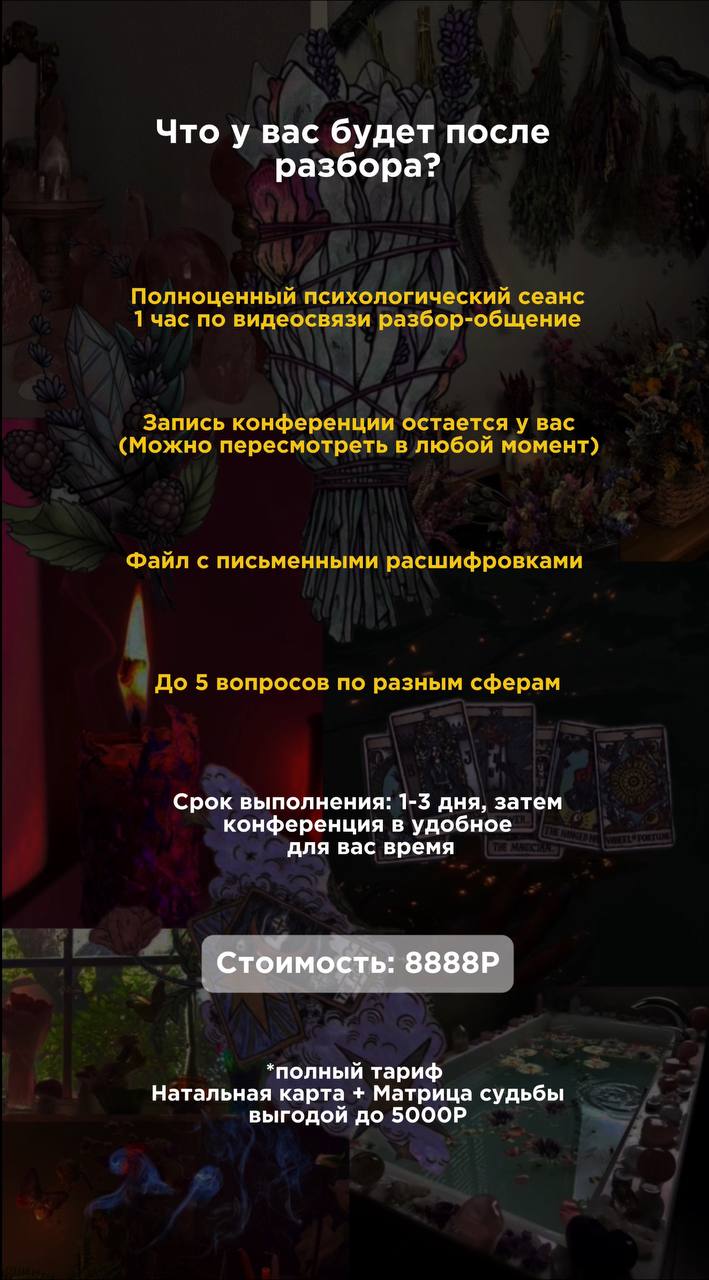 Что у вас будет после
разбора?
Полноценный психологический сеанс
1 час по видеосвязи разбор-общение
Запись конференции остается у вас
(Можно пересмотреть в любой момент)
Файл с письменными расшифровками
До 5 вопросов по разным сферам
Срок выполнения: 1-3 дня, затем
конференция в удобное
для вас время
Стоимость: 8888Р
*полный тариф
Натальная карта + Матрица судьбы
выгодой до 5000Р
THE MAGICIAN